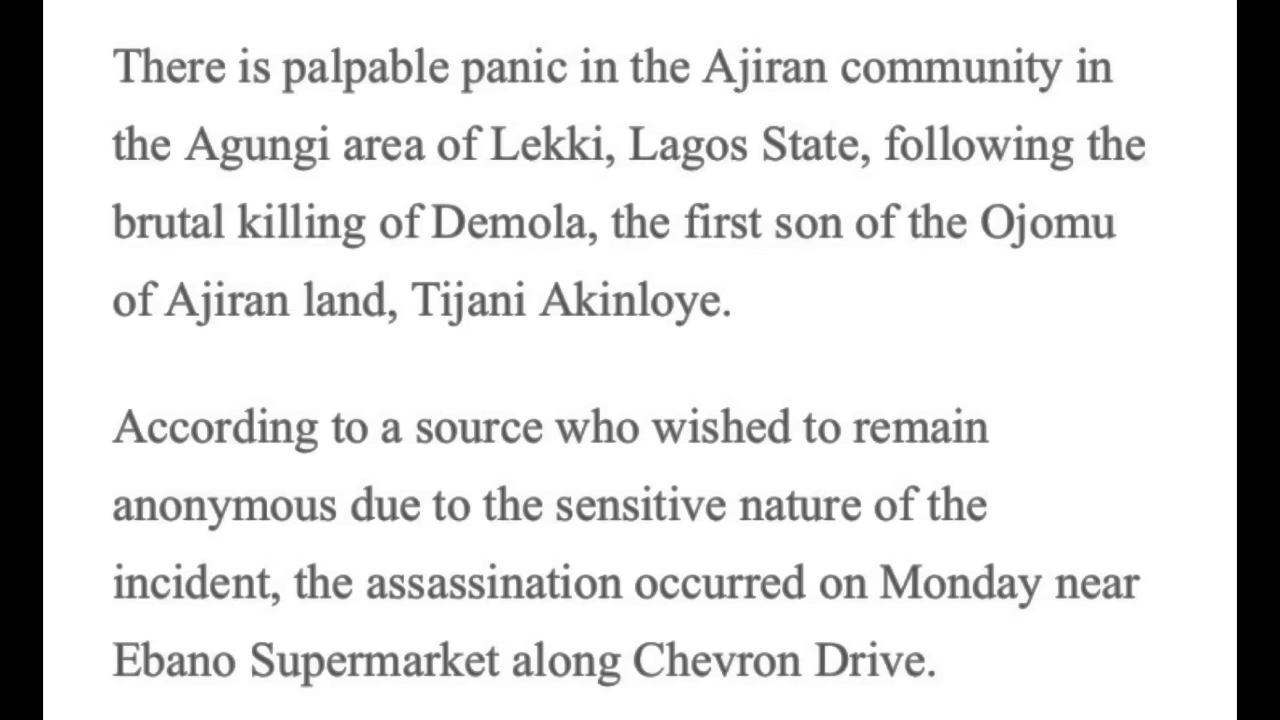 There is palpable panic in the Ajiran community in
the Agungi area of Lekki, Lagos State, following the
brutal killing of Demola, the first son of the Ojomu
of Ajiran land, Tijani Akinloye.
According to a source who wished to remain
anonymous due to the sensitive nature of the
incident, the assassination occurred on Monday near
Ebano Supermarket along Chevron Drive.